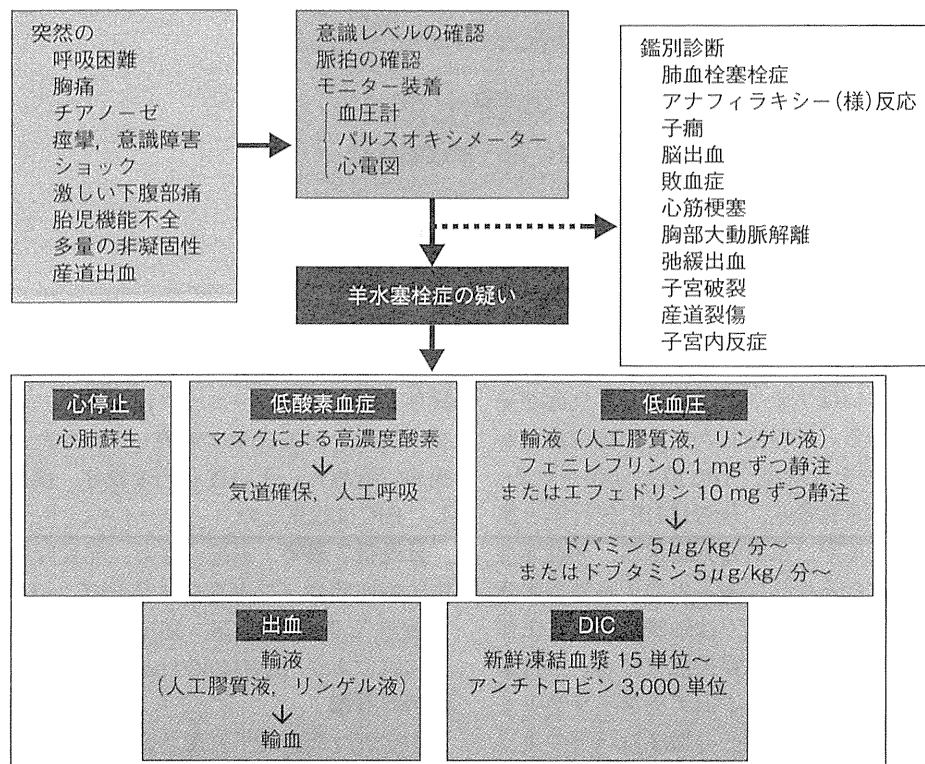 突然の
呼吸困難
胸痛
チアノーゼ
痙攣，意識障害
ショック
激しい下腹部痛
胎児機能不全
多量の非凝固性
産道出血
意識レベルの確認
脈拍の確認
モニター装着
血圧計
パルスオキシメーター
心電図
鑑別診断
肺血栓塞栓症
アナフィラキシー(様)反応
子癇
脳出血
敗血症
心筋梗塞
胸部大動脈解離
弛緩出血
子宮破裂
産道裂傷
子宮内反症
羊水塞栓症の疑い
心停止
心肺蘇生
低酸素血症
マスクによる高濃度酸素
↓
気道確保，人工呼吸
低血圧
輸液（人工膠質液，リンゲル液）
フェニレフリン 0.1 mg ずつ静注
またはエフェドリン 10 mg ずつ静注
↓
ドパミン 5μg/kg/ 分～
またはドブタミン 5μg/kg/ 分～
出血
輸液
（人工膠質液，リンゲル液）
↓
輸血
DIC
新鮮凍結血漿 15 単位～
アンチトロビン 3,000 単位